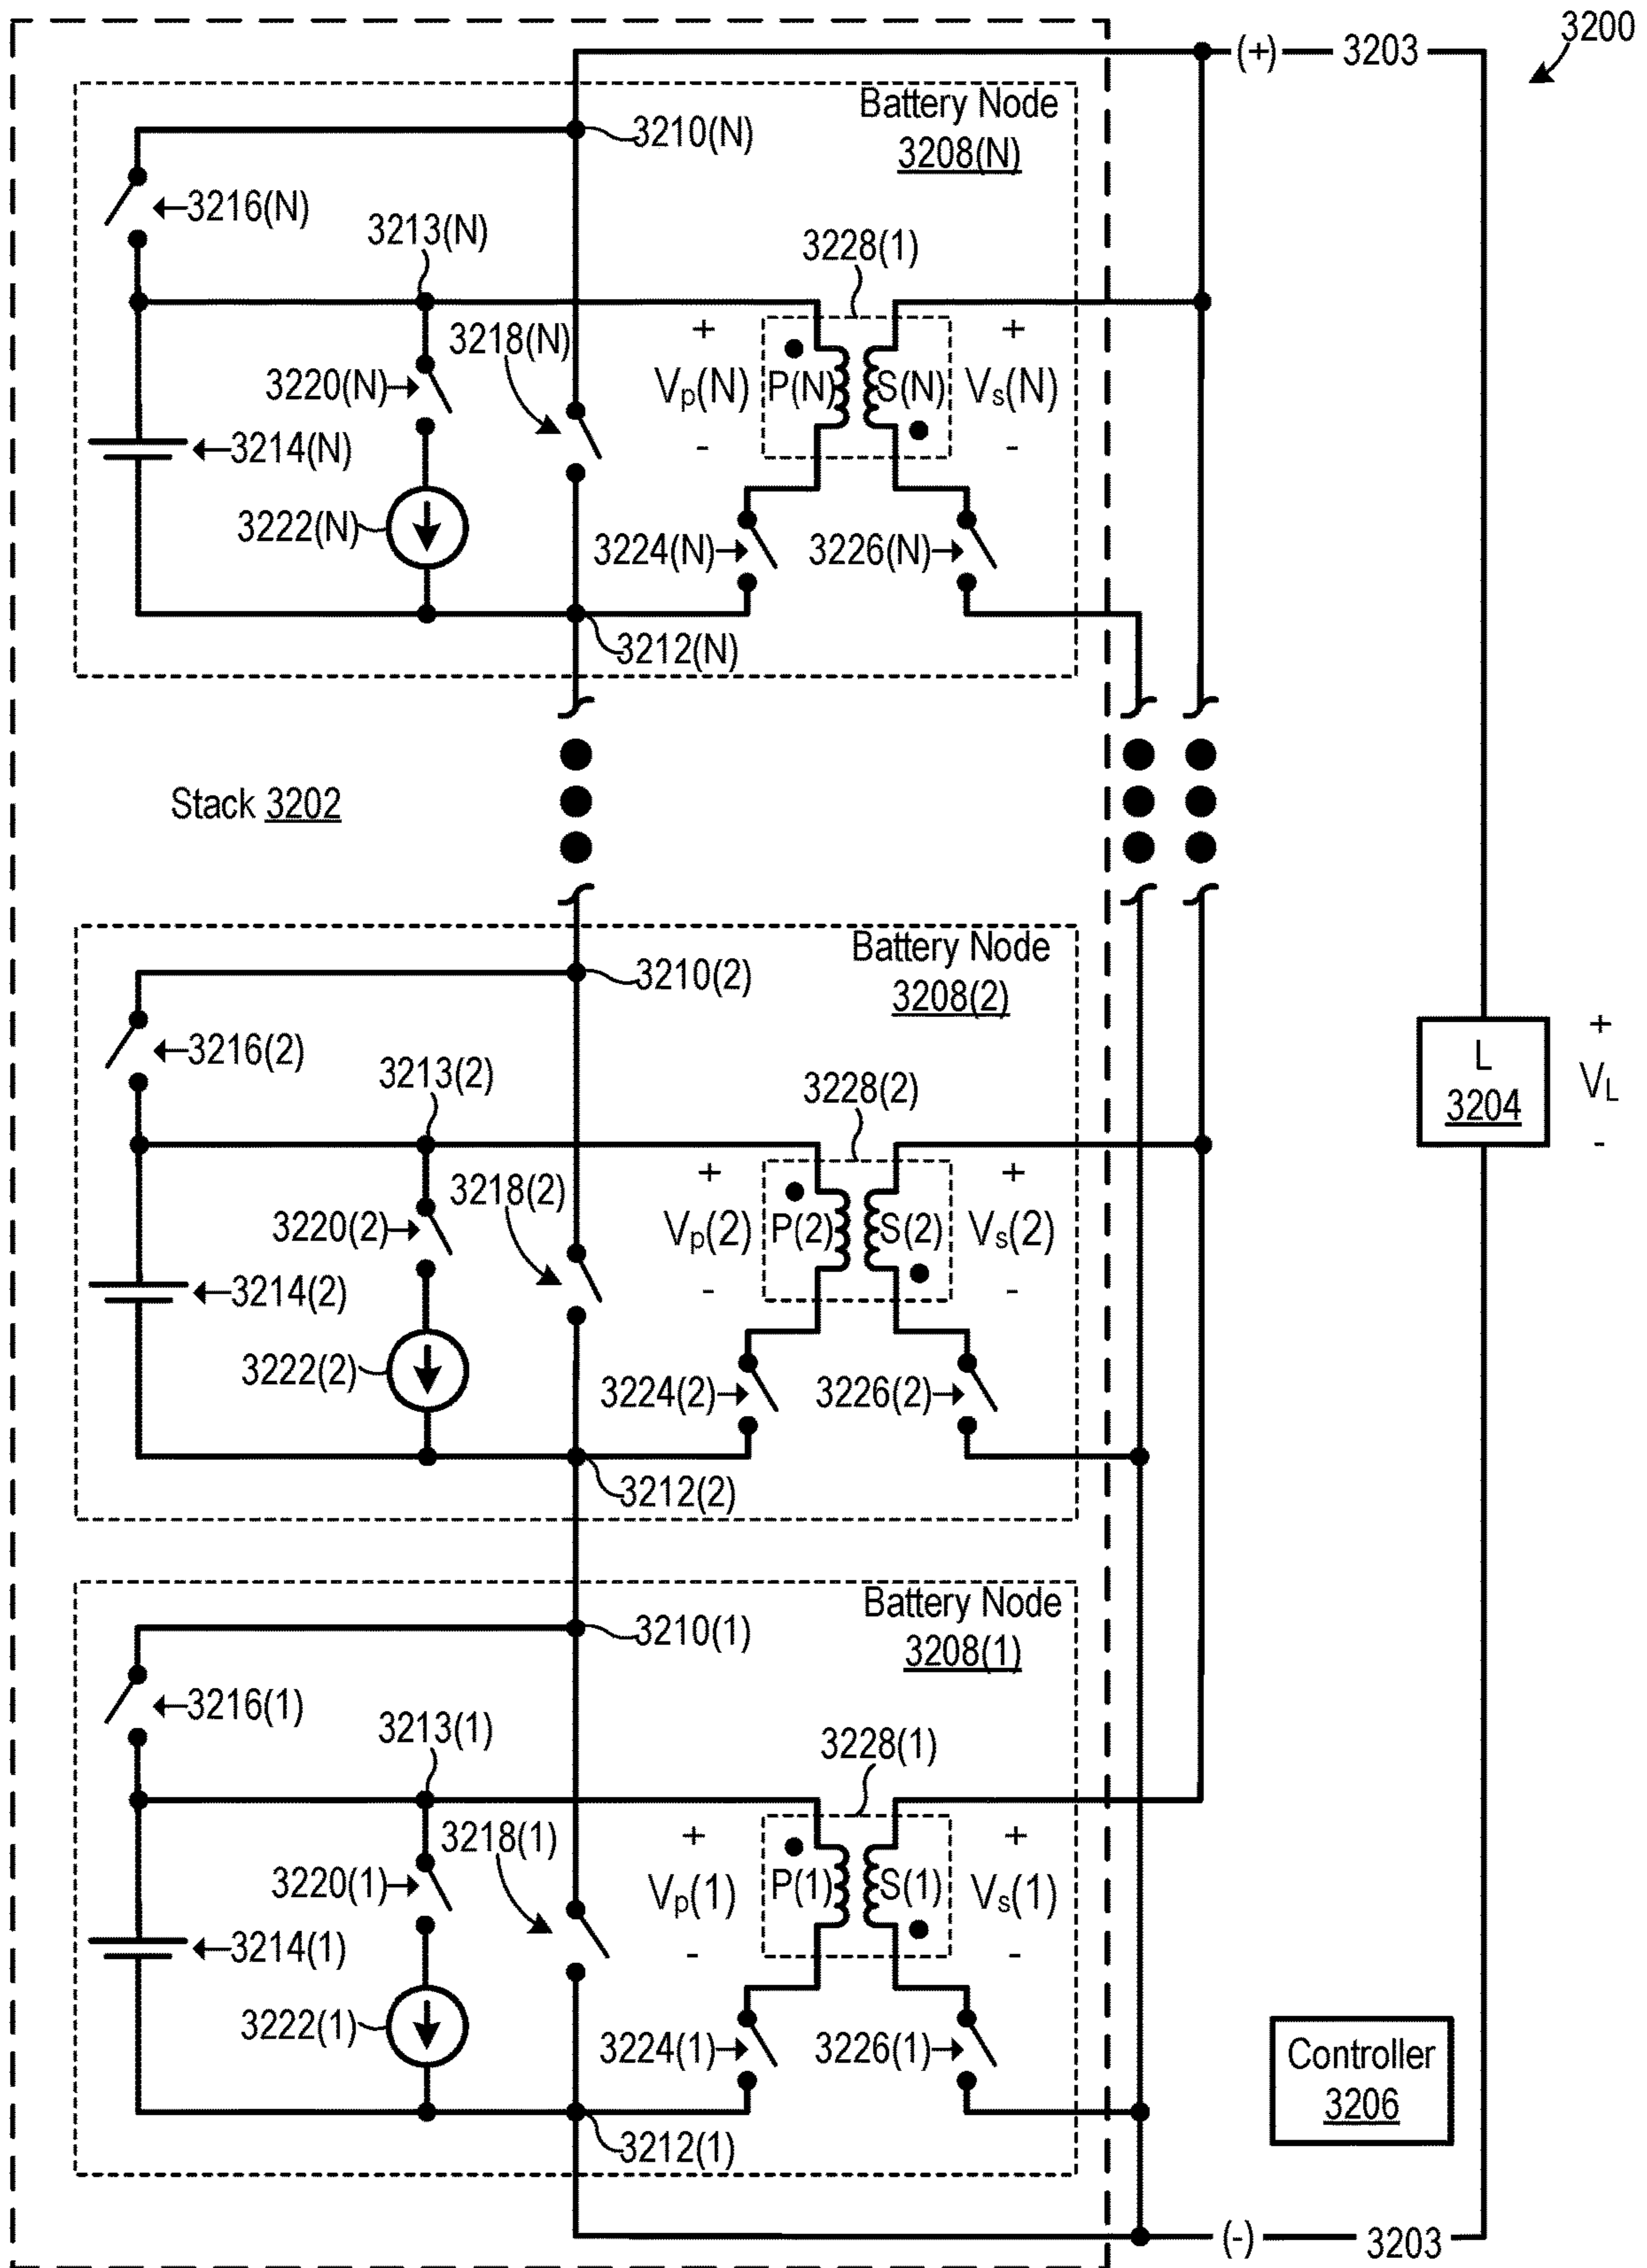 3200
(+)
3203
Battery Node
3208(N)
3210(N)
3216(N)
3213(N)
3228(1)
3218(N)
+
+
3220(N)
Vp(N)
P(N)
S(N)
Vs(N)
3214(N)
-
-
3222(N)
3224(N)
3226(N)
3212(N)
Stack 3202
Battery Node
3208(2)
3210(2)
3216(2)
3213(2)
3228(2)
L
3204
+
VL
-
3218(2)
+
+
3220(2)
Vp(2)
P(2)
S(2)
Vs(2)
3214(2)
-
-
3222(2)
3224(2)
3226(2)
3212(2)
Battery Node
3208(1)
3210(1)
3216(1)
3213(1)
3228(1)
3218(1)
+
+
3220(1)
Vp(1)
P(1)
S(1)
Vs(1)
3214(1)
-
-
3222(1)
3224(1)
3226(1)
Controller
3206
3212(1)
(-)
3203